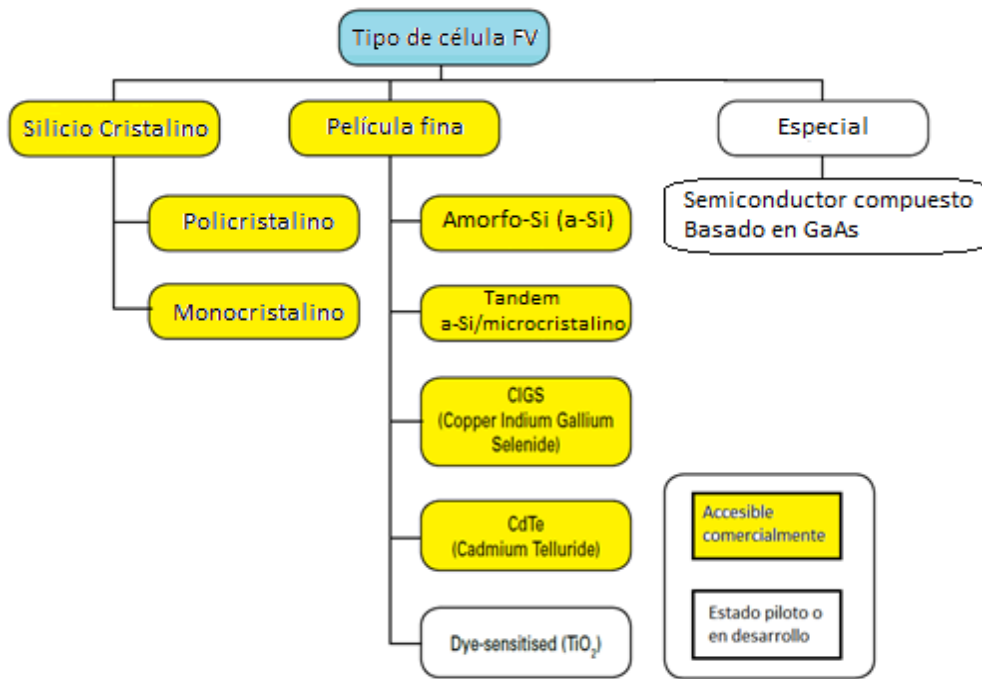 Tipo de célula FV
Silicio Cristalino
Película fina
Especial
Policristalino
Monocristalino
Amorfo-Si (a-Si)
Tandem
a-Si/microcristalino
CIGS
(Copper Indium Gallium
Selenide)
CdTe
(Cadmium Telluride)
Dye-sensitised (TiO₂)
Semiconductor compuesto
Basado en GaAs
Accesible
comercialmente
Estado piloto o
en desarrollo